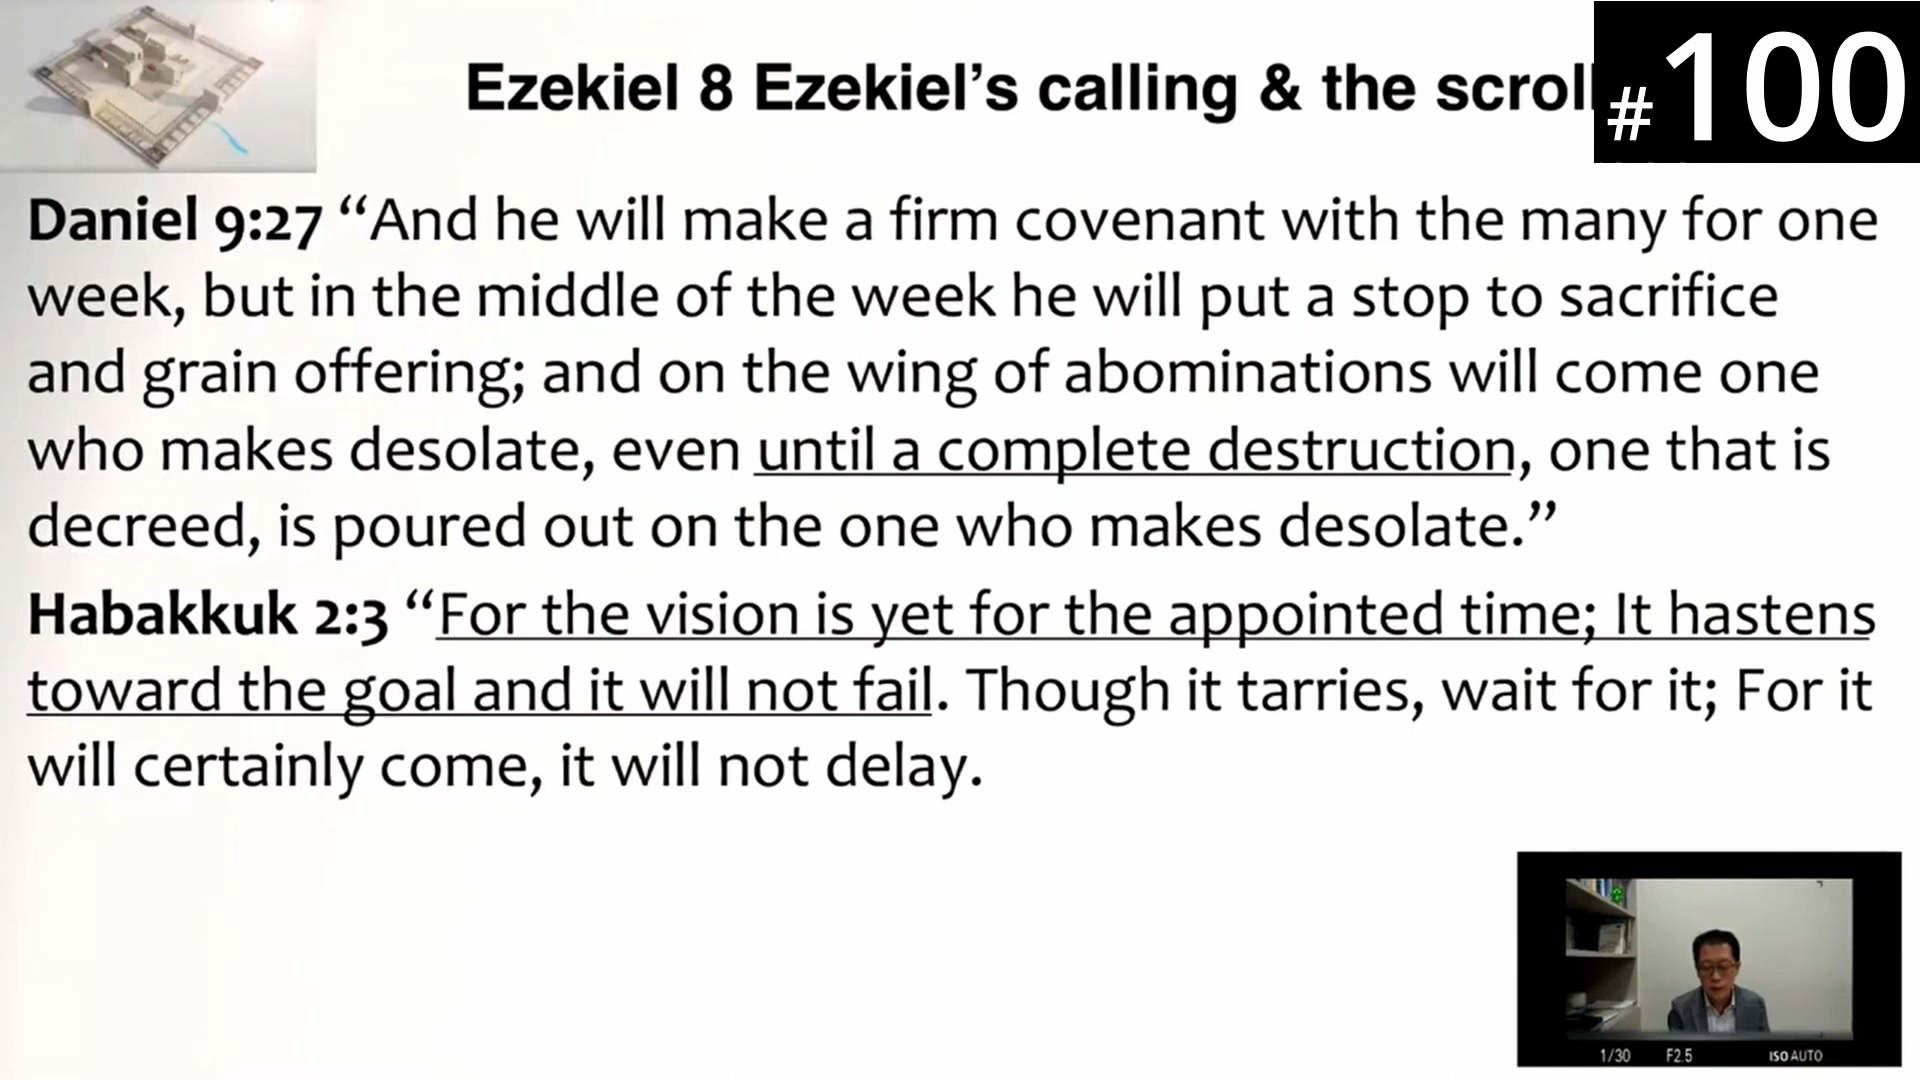 Ezekiel 8 Ezekiel’s calling & the scroll
#100
Daniel 9:27 “And he will make a firm covenant with the many for one
week, but in the middle of the week he will put a stop to sacrifice
and grain offering; and on the wing of abominations will come one
who makes desolate, even until a complete destruction, one that is
decreed, is poured out on the one who makes desolate.”
Habakkuk 2:3 “For the vision is yet for the appointed time; It hastens
toward the goal and it will not fail. Though it tarries, wait for it; For it
will certainly come, it will not delay.
1/30 F2.5 ISO AUTO